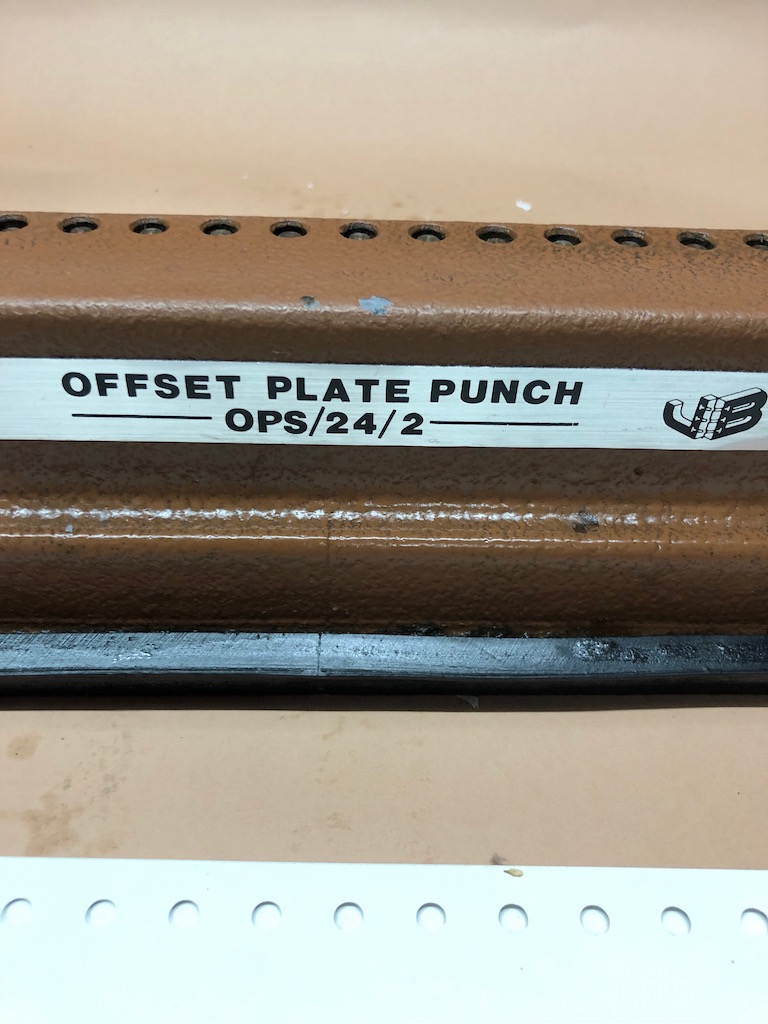 OFFSET PLATE PUNCH
OPS/24/2
JB